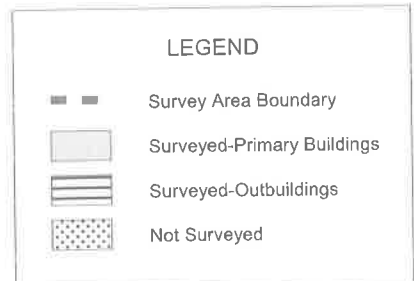 LEGEND
Survey Area Boundary
Surveyed-Primary Buildings
Surveyed-Outbuildings
Not Surveyed